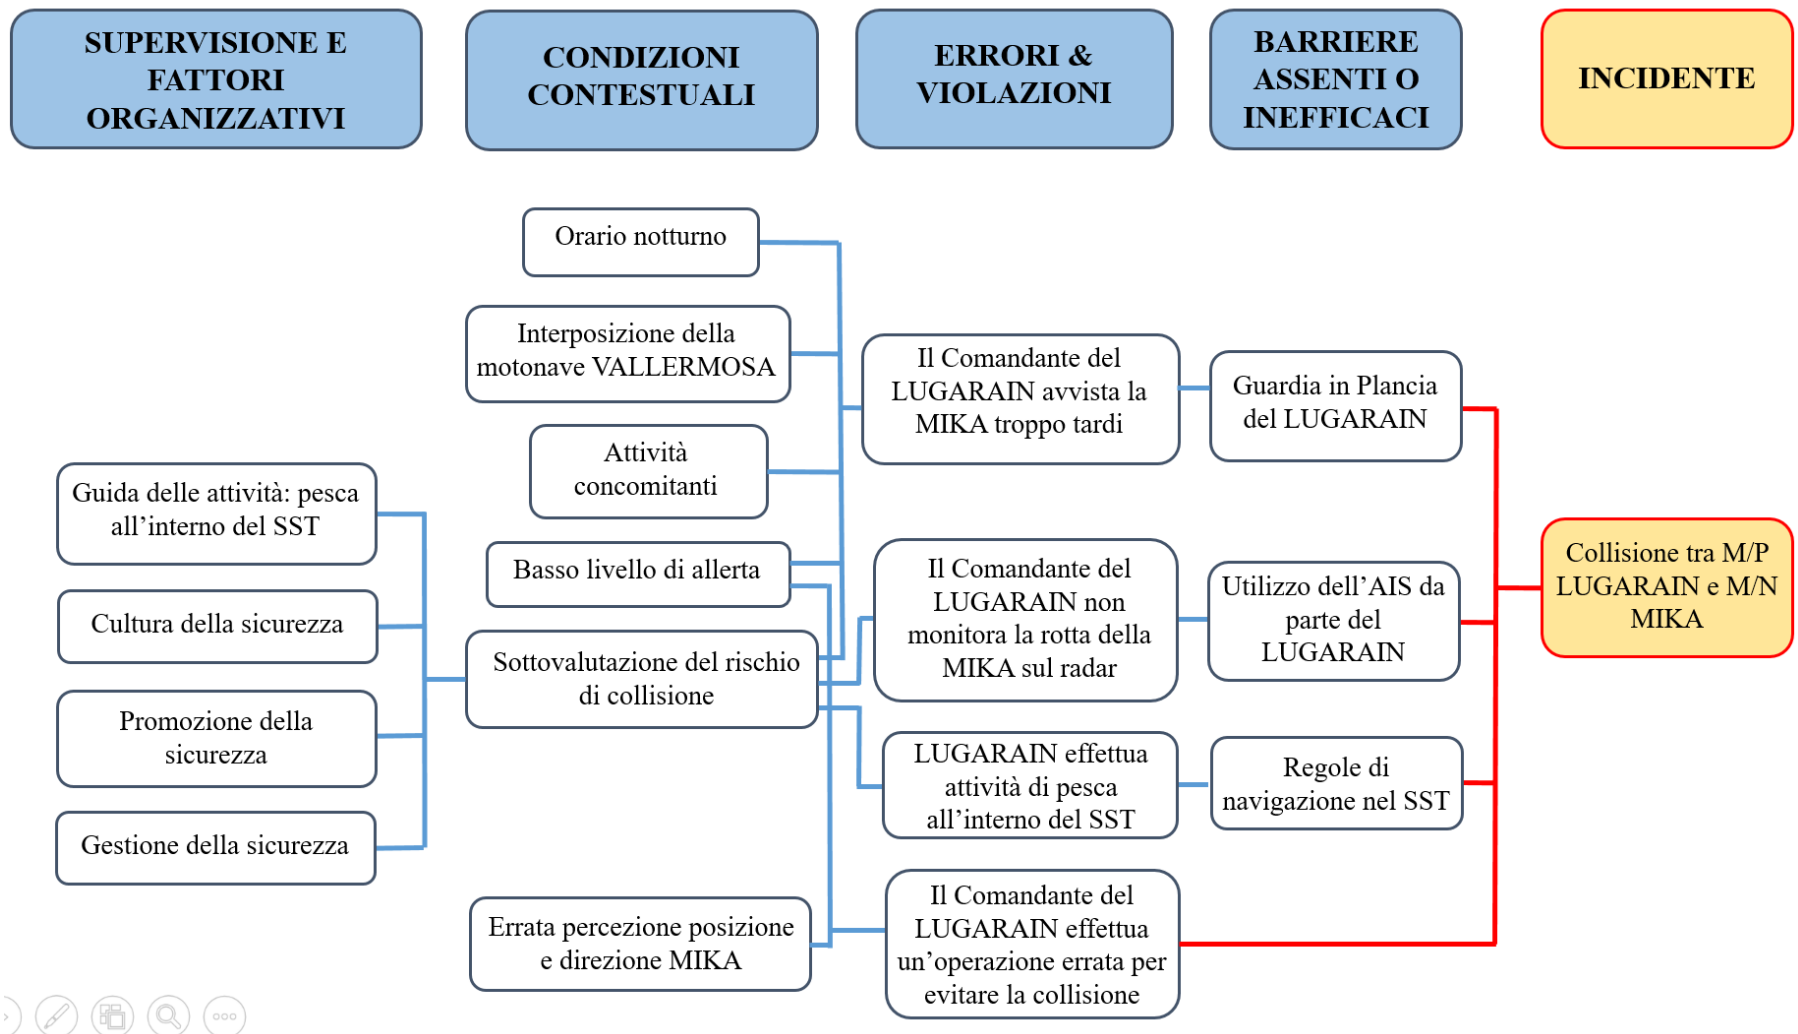 SUPERVISIONE E
FATTORI
ORGANIZZATIVI
CONDIZIONI
CONTESTUALI
ERRORI &
VIOLAZIONI
BARRIERE
ASSENTI O
INEFFICACI
INCIDENTE
Guida delle attività: pesca
all’interno del SST
Cultura della sicurezza
Promozione della
sicurezza
Gestione della sicurezza
Orario notturno
Interposizione della
motonave VALLERMOSA
Attività
concomitanti
Basso livello di allerta
Sottovalutazione del rischio
di collisione
Errata percezione posizione
e direzione MIKA
Il Comandante del
LUGARAIN avvista la
MIKA troppo tardi
Il Comandante del
LUGARAIN non
monitora la rotta della
MIKA sul radar
LUGARAIN effettua
attività di pesca
all’interno del SST
Il Comandante del
LUGARAIN effettua
un’operazione errata per
evitare la collisione
Guardia in Plancia
del LUGARAIN
Utilizzo dell’AIS da
parte del
LUGARAIN
Regole di
navigazione nel SST
Collisione tra M/P
LUGARAIN e M/N
MIKA